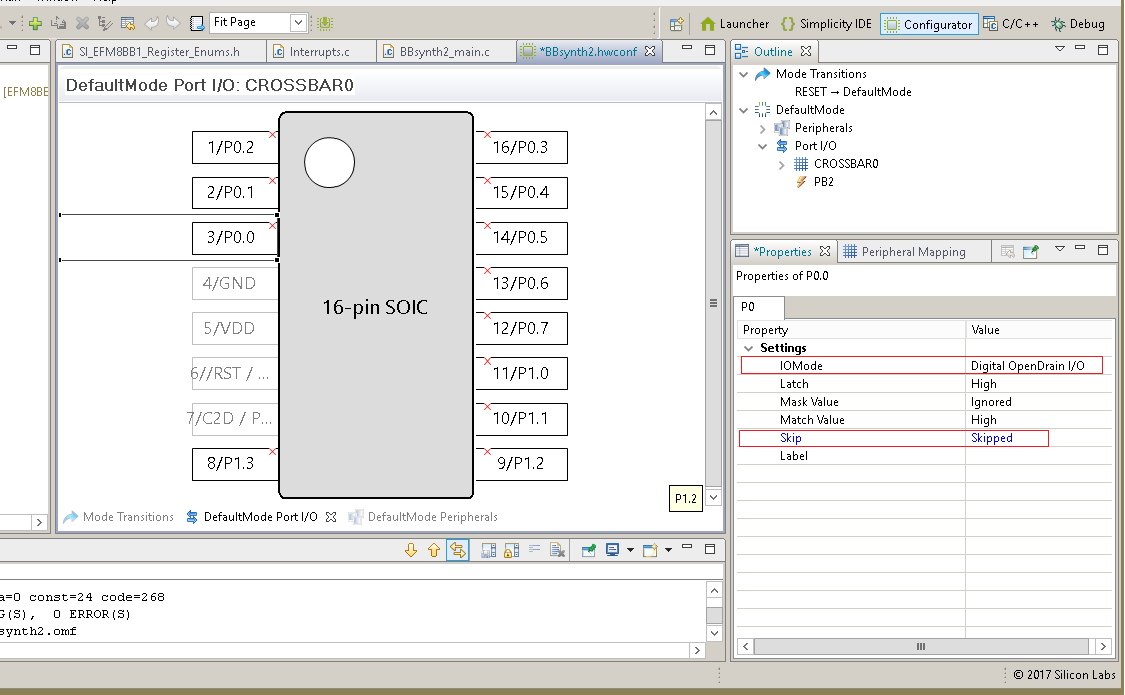 Fit Page
Launcher
Simplicity IDE
Configurator
C/C++
Debug
SI_EFM8BB1_Register_Enums.h
Interrupts.c
BBsynth2_main.c
*BBsynth2.hwconf
[EFM8BE
DefaultMode Port I/O: CROSSBAR0
1/P0.2
2/P0.1
3/P0.0
4/GND
5/VDD
6//RST / ...
7/C2D / P...
8/P1.3
16-pin SOIC
16/P0.3
15/P0.4
14/P0.5
13/P0.6
12/P0.7
11/P1.0
10/P1.1
9/P1.2
P1.2
Mode Transitions
DefaultMode Port I/O
DefaultMode Peripherals
Outline
Mode Transitions
RESET → DefaultMode
DefaultMode
Peripherals
Port I/O
CROSSBAR0
PB2
*Properties
Peripheral Mapping
Properties of P0.0
P0
Property Value
Settings
IOMode Digital OpenDrain I/O
Latch High
Mask Value Ignored
Match Value High
Skip Skipped
Label
a=0 const=24 code=268
G(S), 0 ERROR(S)
synth2.omf
© 2017 Silicon Labs